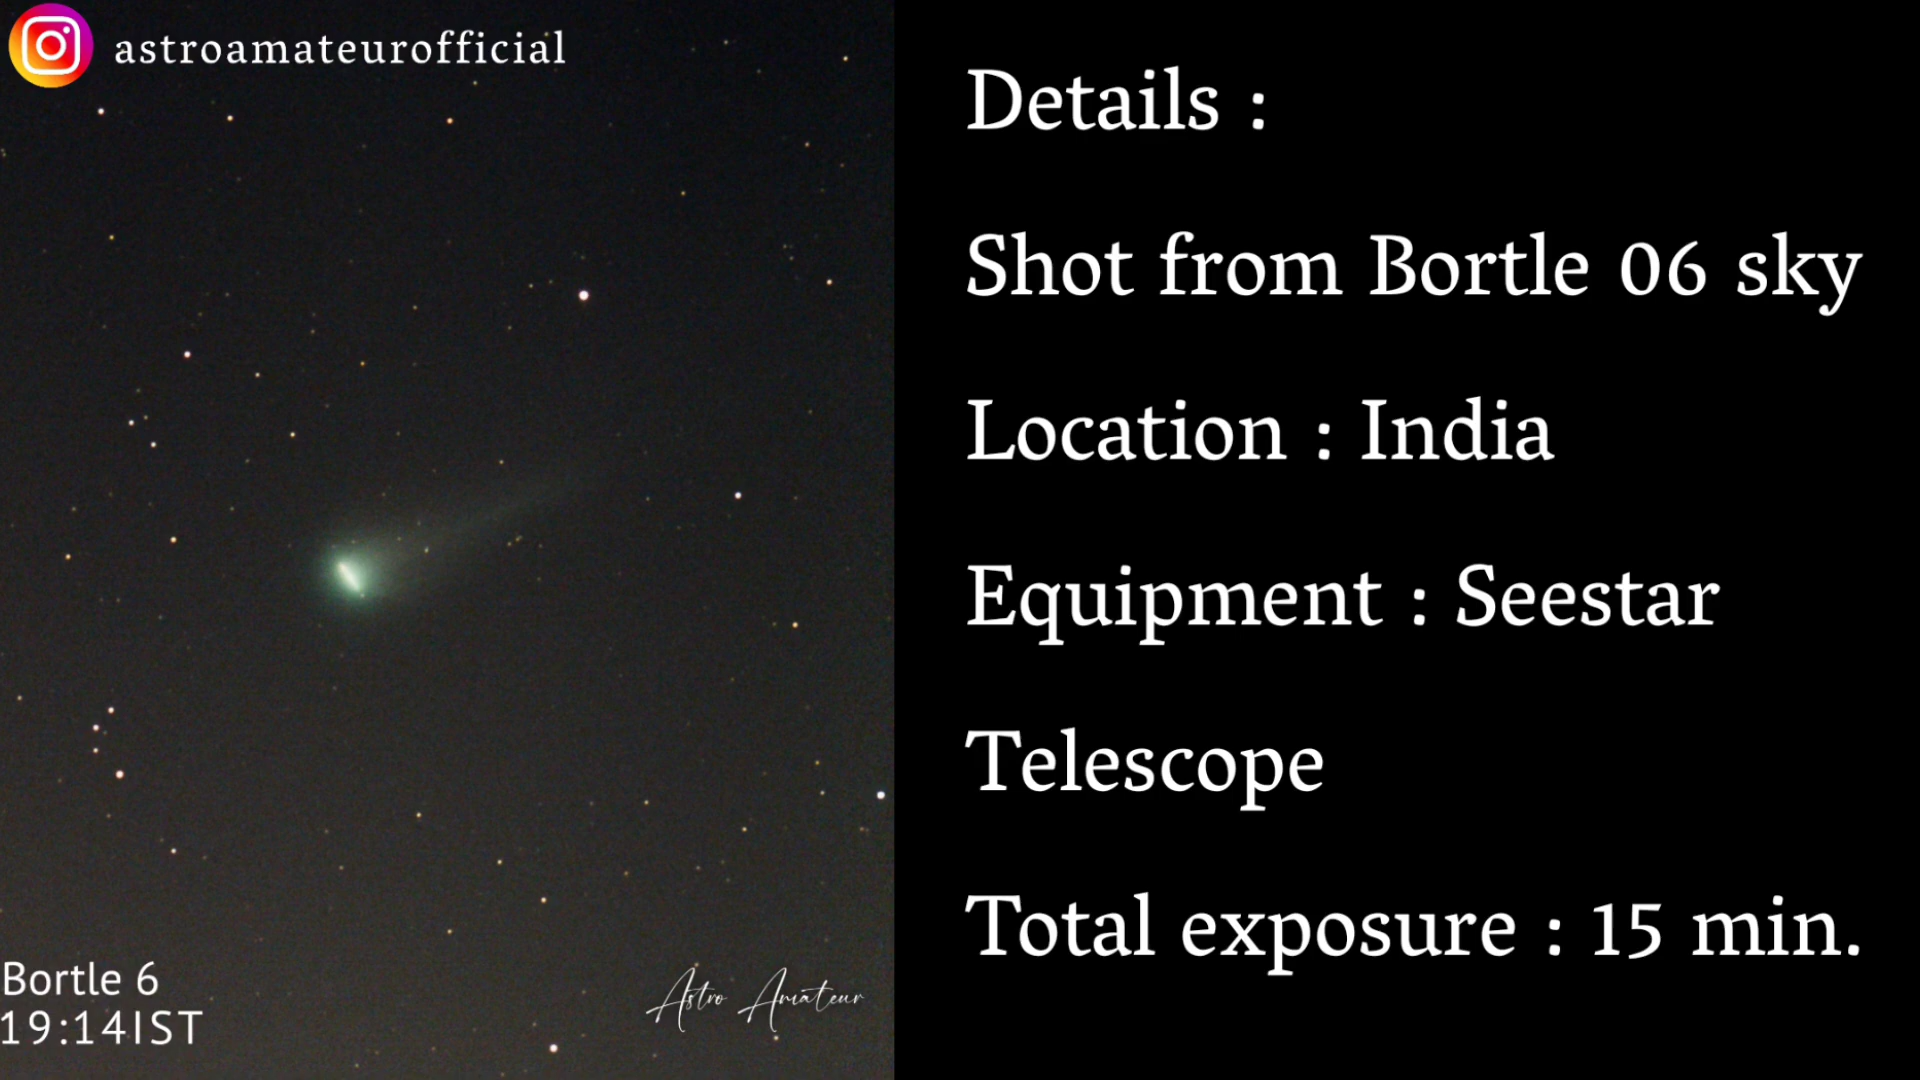 astroamateurofficial
Bortle 6
19:14IST
Astro Amateur
Details :
Shot from Bortle 06 sky
Location : India
Equipment : Seestar
Telescope
Total exposure : 15 min.